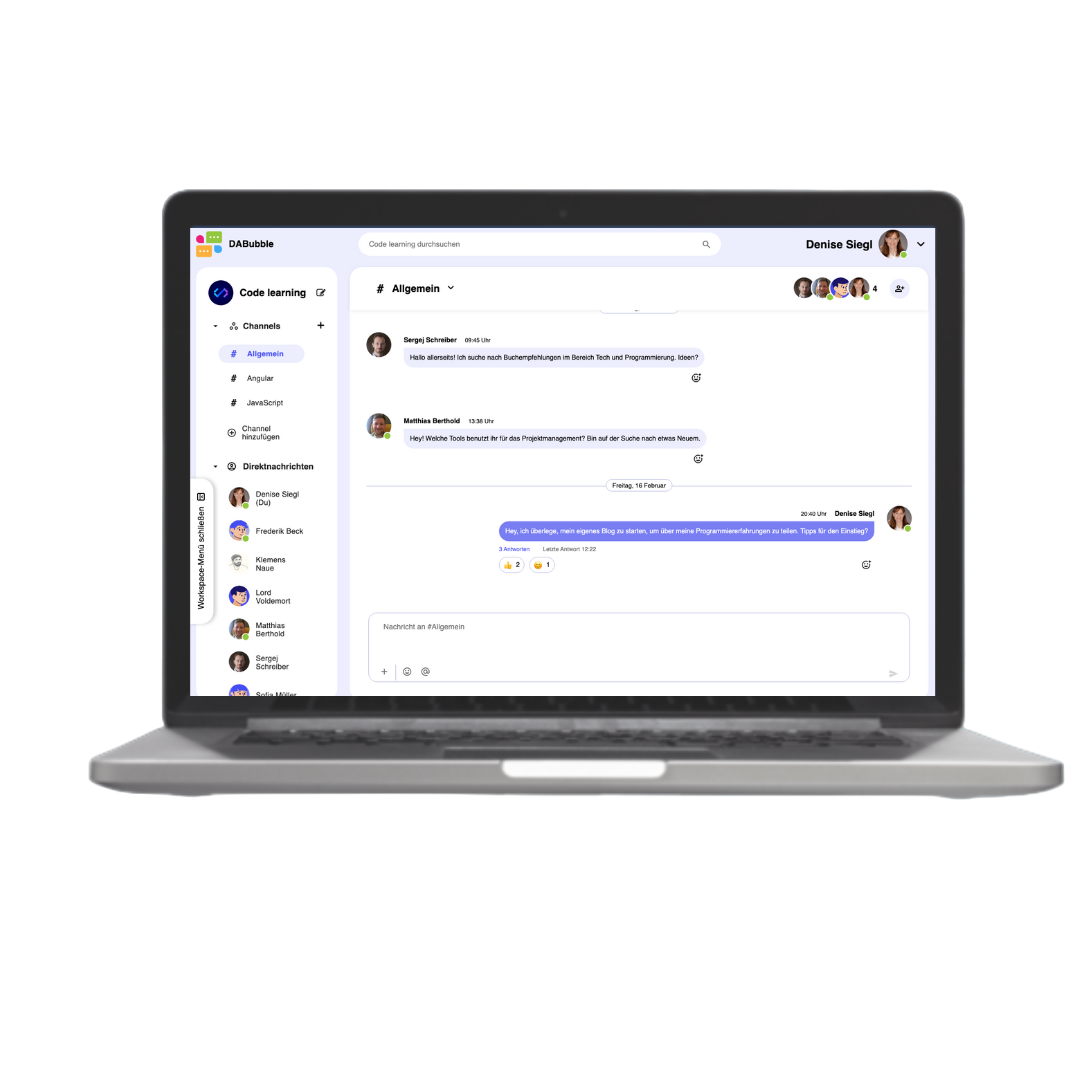 DABubble
Code learning durchsuchen
Denise Siegl
Code learning
Channels
# Allgemein
# Angular
# JavaScript
Channel
hinzufügen
Direktnachrichten
Denise Siegl
(Du)
Frederik Beck
Klemens
Naue
Lord
Voldemort
Matthias
Berthold
Sergej
Schreiber
Sofia Müller
Workspace-Menü schließen
# Allgemein
4
Sergej Schreiber 09:45 Uhr
Hallo allerseits! Ich suche nach Buchempfehlungen im Bereich Tech und Programmierung. Ideen?
Matthias Berthold 13:38 Uhr
Hey! Welche Tools benutzt ihr für das Projektmanagement? Bin auf der Suche nach etwas Neuem.
Freitag, 16 Februar
20:40 Uhr Denise Siegl
Hey, ich überlege, mein eigenes Blog zu starten, um über meine Programmiererfahrungen zu teilen. Tipps für den Einstieg?
3 Antworten Letzte Antwort 12:22
👍 2 😊 1
Nachricht an #Allgemein
+ @